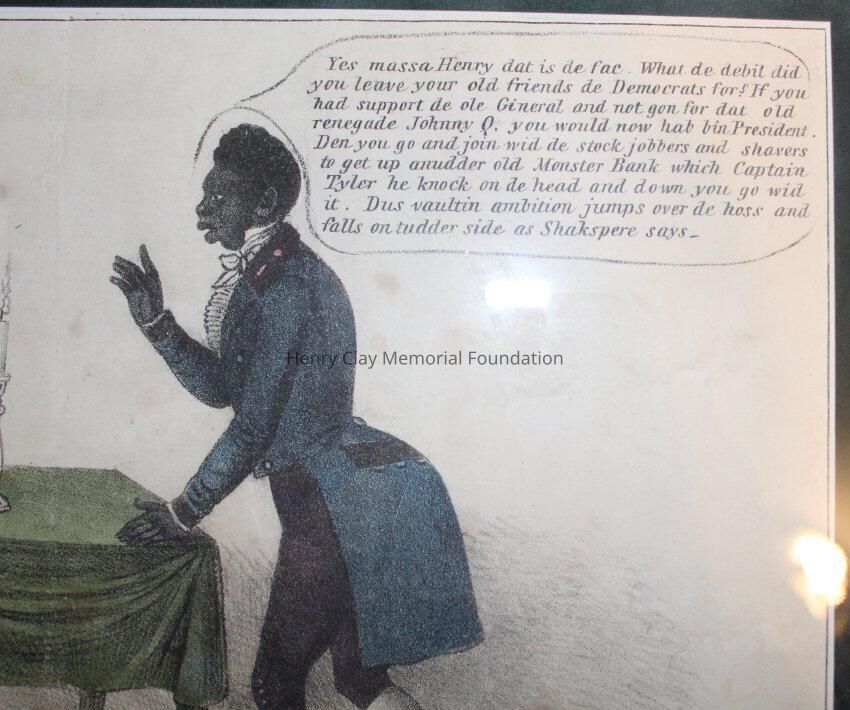 Yes massa Henry dat is de fac. What de debil did
you leave your old friends de Democrats for? If you
had support de ole Gineral and not gon for dat old
renegade Johnny Q. you would now hab bin President.
Den you go and join wid de stock jobbers and shavers
to get up anudder old Monster Bank which Captain
Tyler he knock on de head and down you go wid
it. Dus vaultin ambition jumps over de hoss and
falls on tudder side as Shakspere says_
Henry Clay Memorial Foundation